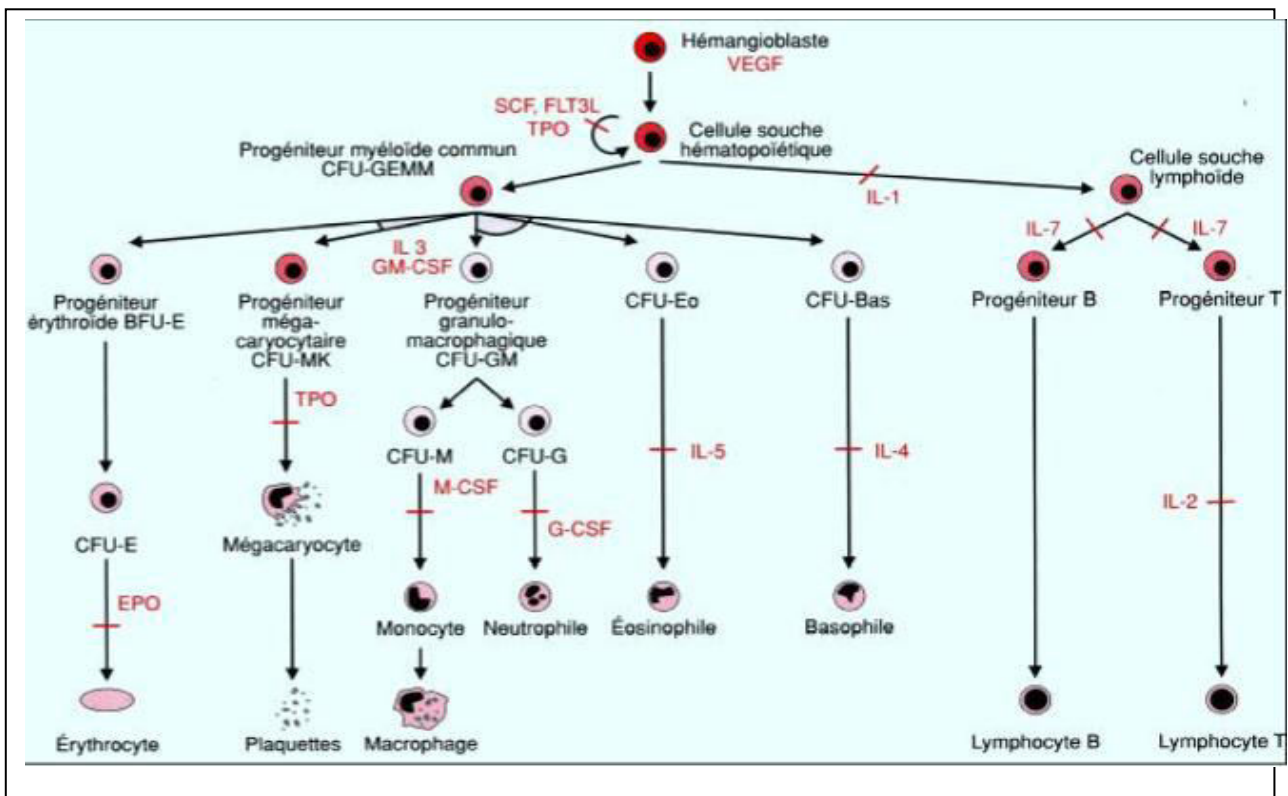 Hémangioblaste
VEGF
SCF, FLT3L
TPO
Cellule souche
hématopoïétique
Progéniteur myéloïde commun
CFU-GEMM
Cellule souche
lymphoïde
IL-1
IL-7
IL-7
IL 3
GM-CSF
Progéniteur
érythroïde BFU-E
Progéniteur
méga-
caryocytaire
CFU-MK
Progéniteur
granulo-
macrophagique
CFU-GM
CFU-Eo
CFU-Bas
Progéniteur B
Progéniteur T
TPO
CFU-M
CFU-G
IL-5
IL-4
M-CSF
IL-2
G-CSF
CFU-E
Mégacaryocyte
EPO
Monocyte
Neutrophile
Éosinophile
Basophile
Érythrocyte
Plaquettes
Macrophage
Lymphocyte B
Lymphocyte T